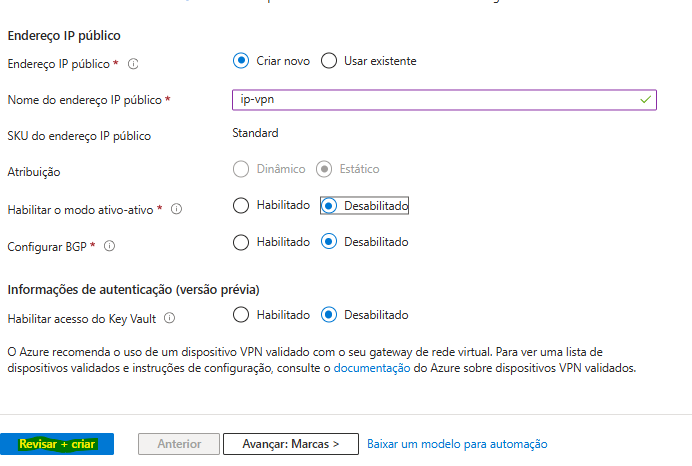 Endereço IP público
Endereço IP público * Criar novo Usar existente
Nome do endereço IP público * ip-vpn
SKU do endereço IP público Standard
Atribuição Dinâmico Estático
Habilitar o modo ativo-ativo * Habilitado Desabilitado
Configurar BGP * Habilitado Desabilitado
Informações de autenticação (versão prévia)
Habilitar acesso do Key Vault Habilitado Desabilitado
O Azure recomenda o uso de um dispositivo VPN validado com o seu gateway de rede virtual. Para ver uma lista de
dispositivos validados e instruções de configuração, consulte o documentação do Azure sobre dispositivos VPN validados.
Revisar + criar Anterior Avançar: Marcas > Baixar um modelo para automação